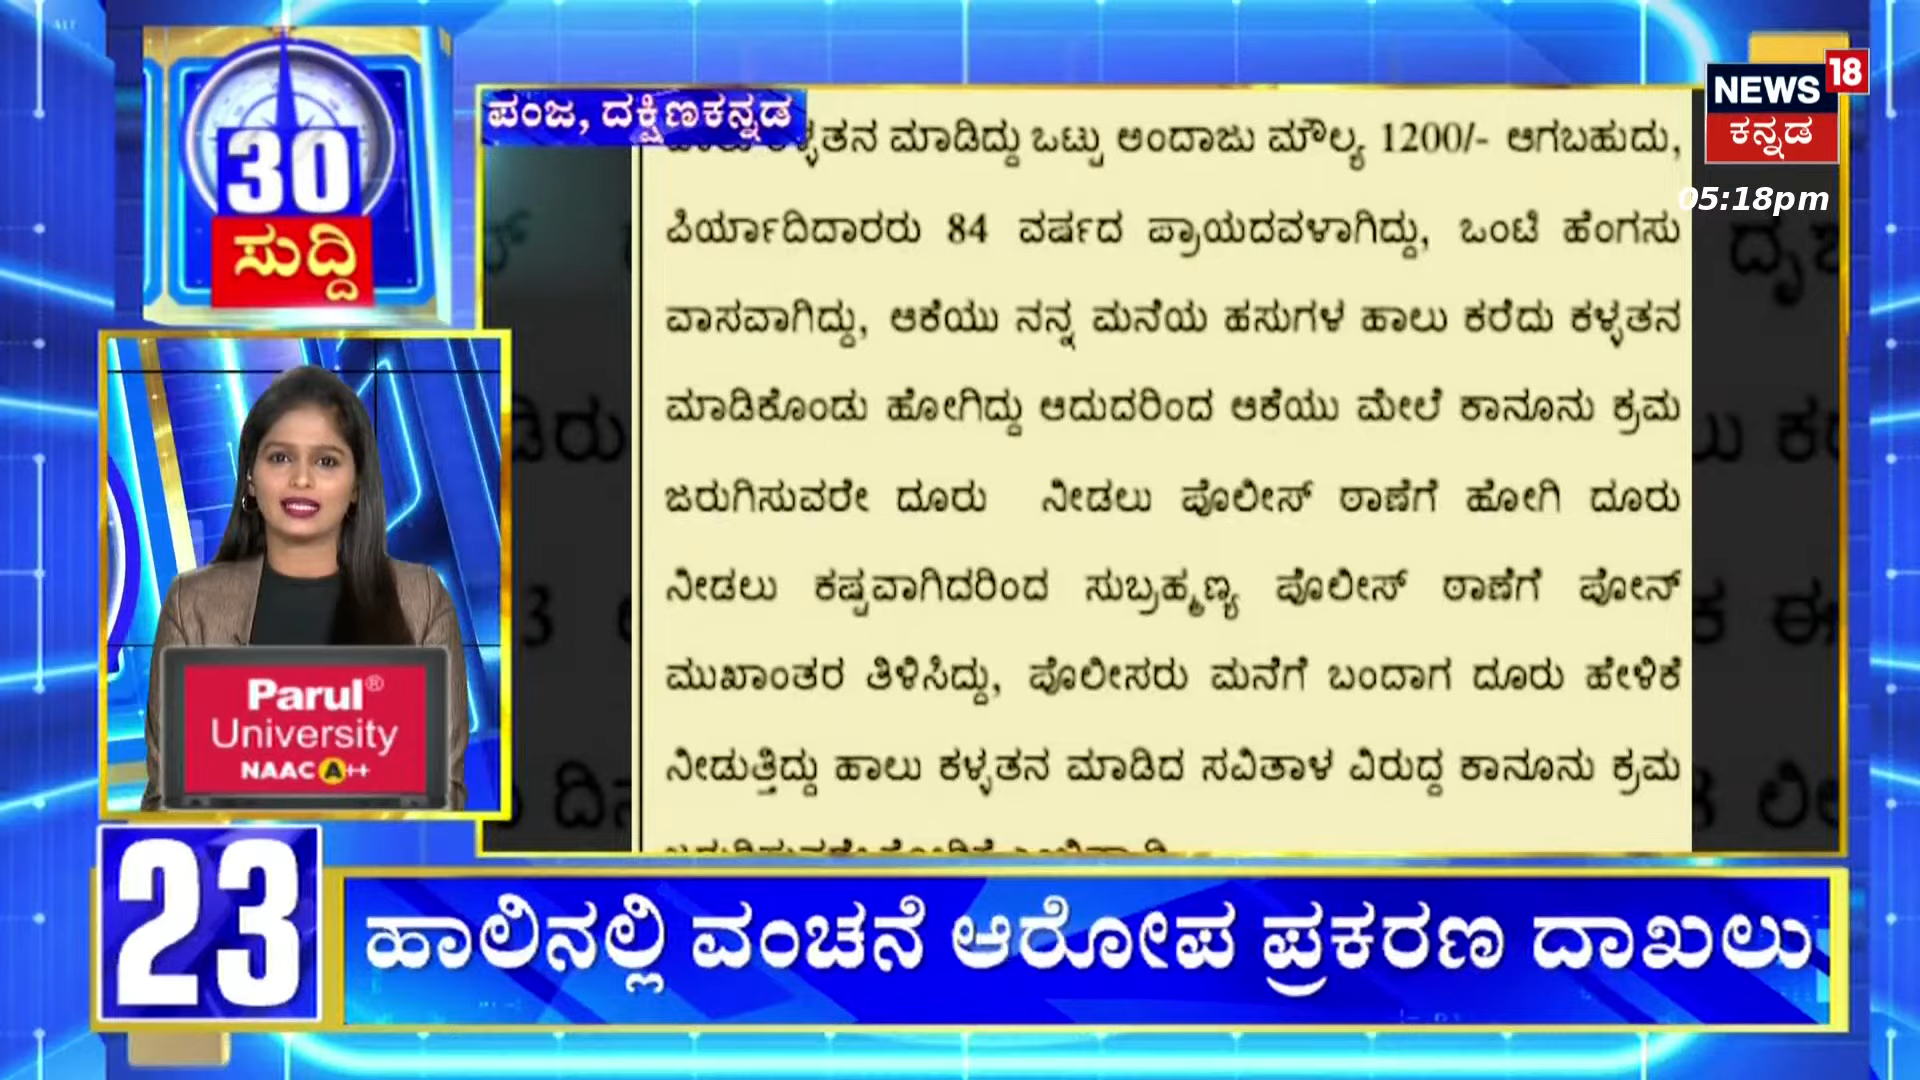 30
ಸುದ್ದಿ
ಪಂಜ, ದಕ್ಷಿಣಕನ್ನಡ
NEWS 18
ಕನ್ನಡ
05:18pm
ಕಳ್ಳತನ ಮಾಡಿದ್ದು ಒಟ್ಟು ಅಂದಾಜು ಮೌಲ್ಯ 1200/- ಆಗಬಹುದು,
ಪಿರ್ಯಾದಿದಾರರು 84 ವರ್ಷದ ಪ್ರಾಯದವಳಾಗಿದ್ದು, ಒಂಟಿ ಹೆಂಗಸು
ವಾಸವಾಗಿದ್ದು, ಆಕೆಯು ನನ್ನ ಮನೆಯ ಹಸುಗಳ ಹಾಲು ಕರೆದು ಕಳ್ಳತನ
ಮಾಡಿಕೊಂಡು ಹೋಗಿದ್ದು ಆದುದರಿಂದ ಆಕೆಯು ಮೇಲೆ ಕಾನೂನು ಕ್ರಮ
ಜರುಗಿಸುವರೇ ದೂರು ನೀಡಲು ಪೊಲೀಸ್ ಠಾಣೆಗೆ ಹೋಗಿ ದೂರು
ನೀಡಲು ಕಷ್ಟವಾಗಿದರಿಂದ ಸುಬ್ರಹ್ಮಣ್ಯ ಪೊಲೀಸ್ ಠಾಣೆಗೆ ಪೋನ್
ಮುಖಾಂತರ ತಿಳಿಸಿದ್ದು, ಪೊಲೀಸರು ಮನೆಗೆ ಬಂದಾಗ ದೂರು ಹೇಳಿಕೆ
ನೀಡುತ್ತಿದ್ದು ಹಾಲು ಕಳ್ಳತನ ಮಾಡಿದ ಸವಿತಾಳ ವಿರುದ್ದ ಕಾನೂನು ಕ್ರಮ
Parul®
University
NAAC A++
23
ಹಾಲಿನಲ್ಲಿ ವಂಚನೆ ಆರೋಪ ಪ್ರಕರಣ ದಾಖಲು